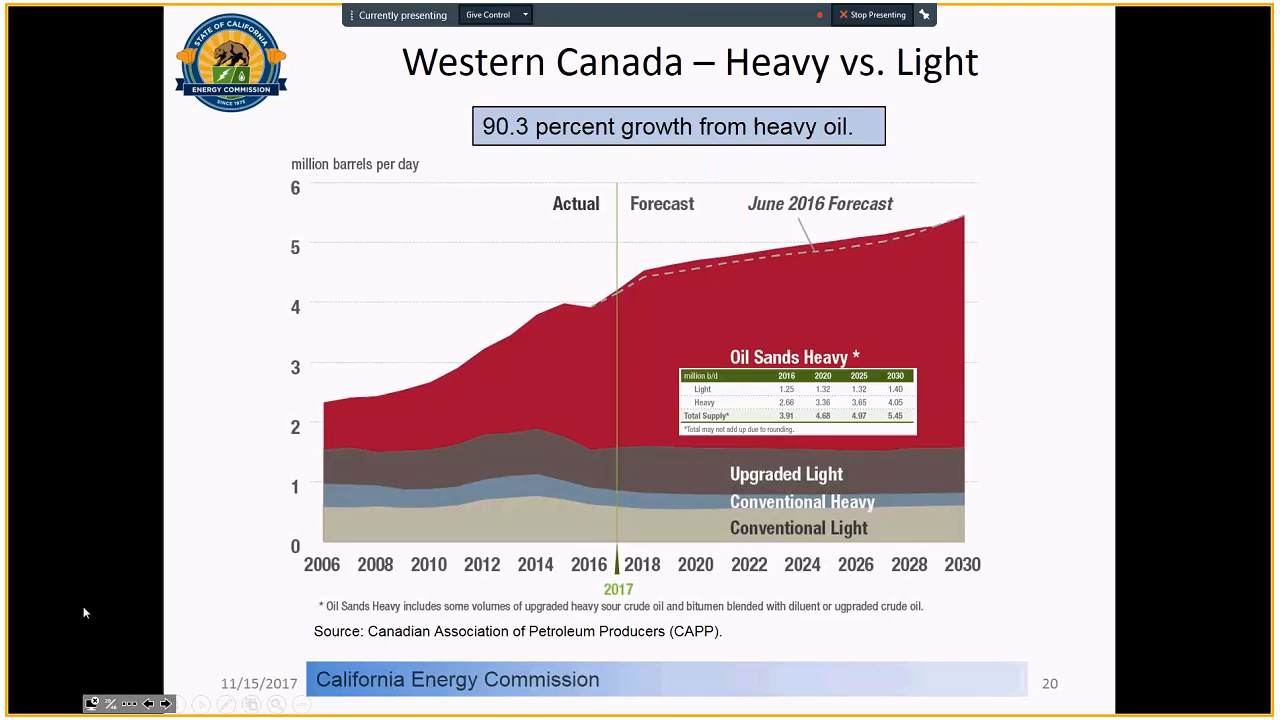 Currently presenting
Give Control
Stop Presenting
STATE OF CALIFORNIA
ENERGY COMMISSION
SINCE 1975
Western Canada – Heavy vs. Light
90.3 percent growth from heavy oil.
million barrels per day
6
5
4
3
2
1
0
Actual
Forecast
June 2016 Forecast
Oil Sands Heavy *
million b/d 2016 2020 2025 2030
Light 1.25 1.32 1.32 1.40
Heavy 2.66 3.36 3.65 4.05
Total Supply* 3.91 4.68 4.97 5.45
*Total may not add up due to rounding.
Upgraded Light
Conventional Heavy
Conventional Light
2006 2008 2010 2012 2014 2016 2018 2020 2022 2024 2026 2028 2030
2017
* Oil Sands Heavy includes some volumes of upgraded heavy sour crude oil and bitumen blended with diluent or ugpraded crude oil.
Source: Canadian Association of Petroleum Producers (CAPP).
11/15/2017
California Energy Commission
20